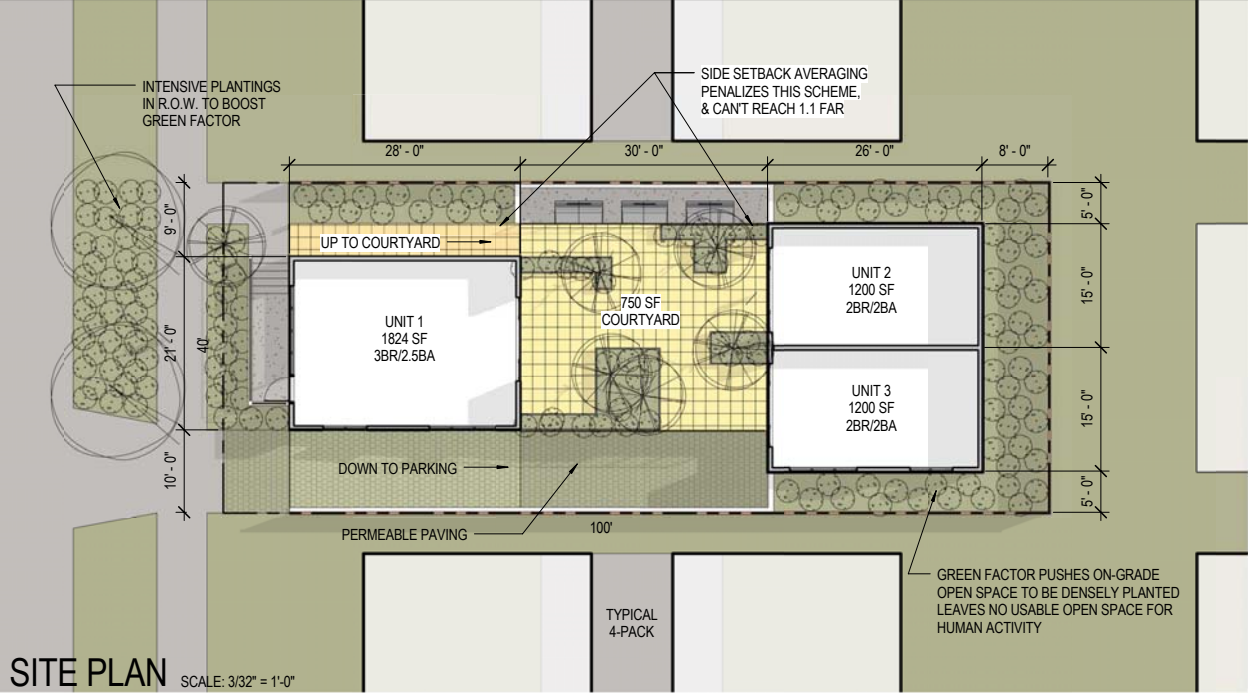 INTENSIVE PLANTINGS
IN R.O.W. TO BOOST
GREEN FACTOR
SIDE SETBACK AVERAGING
PENALIZES THIS SCHEME,
& CAN'T REACH 1.1 FAR
28' - 0"
30' - 0"
26' - 0"
8' - 0"
9' - 0"
21' - 0"
10' - 0"
40'
UP TO COURTYARD
UNIT 1
1824 SF
3BR/2.5BA
750 SF
COURTYARD
UNIT 2
1200 SF
2BR/2BA
UNIT 3
1200 SF
2BR/2BA
5' - 0"
15' - 0"
15' - 0"
5' - 0"
DOWN TO PARKING
PERMEABLE PAVING
100'
GREEN FACTOR PUSHES ON-GRADE
OPEN SPACE TO BE DENSELY PLANTED
LEAVES NO USABLE OPEN SPACE FOR
HUMAN ACTIVITY
TYPICAL
4-PACK
SITE PLAN SCALE: 3/32" = 1'-0"